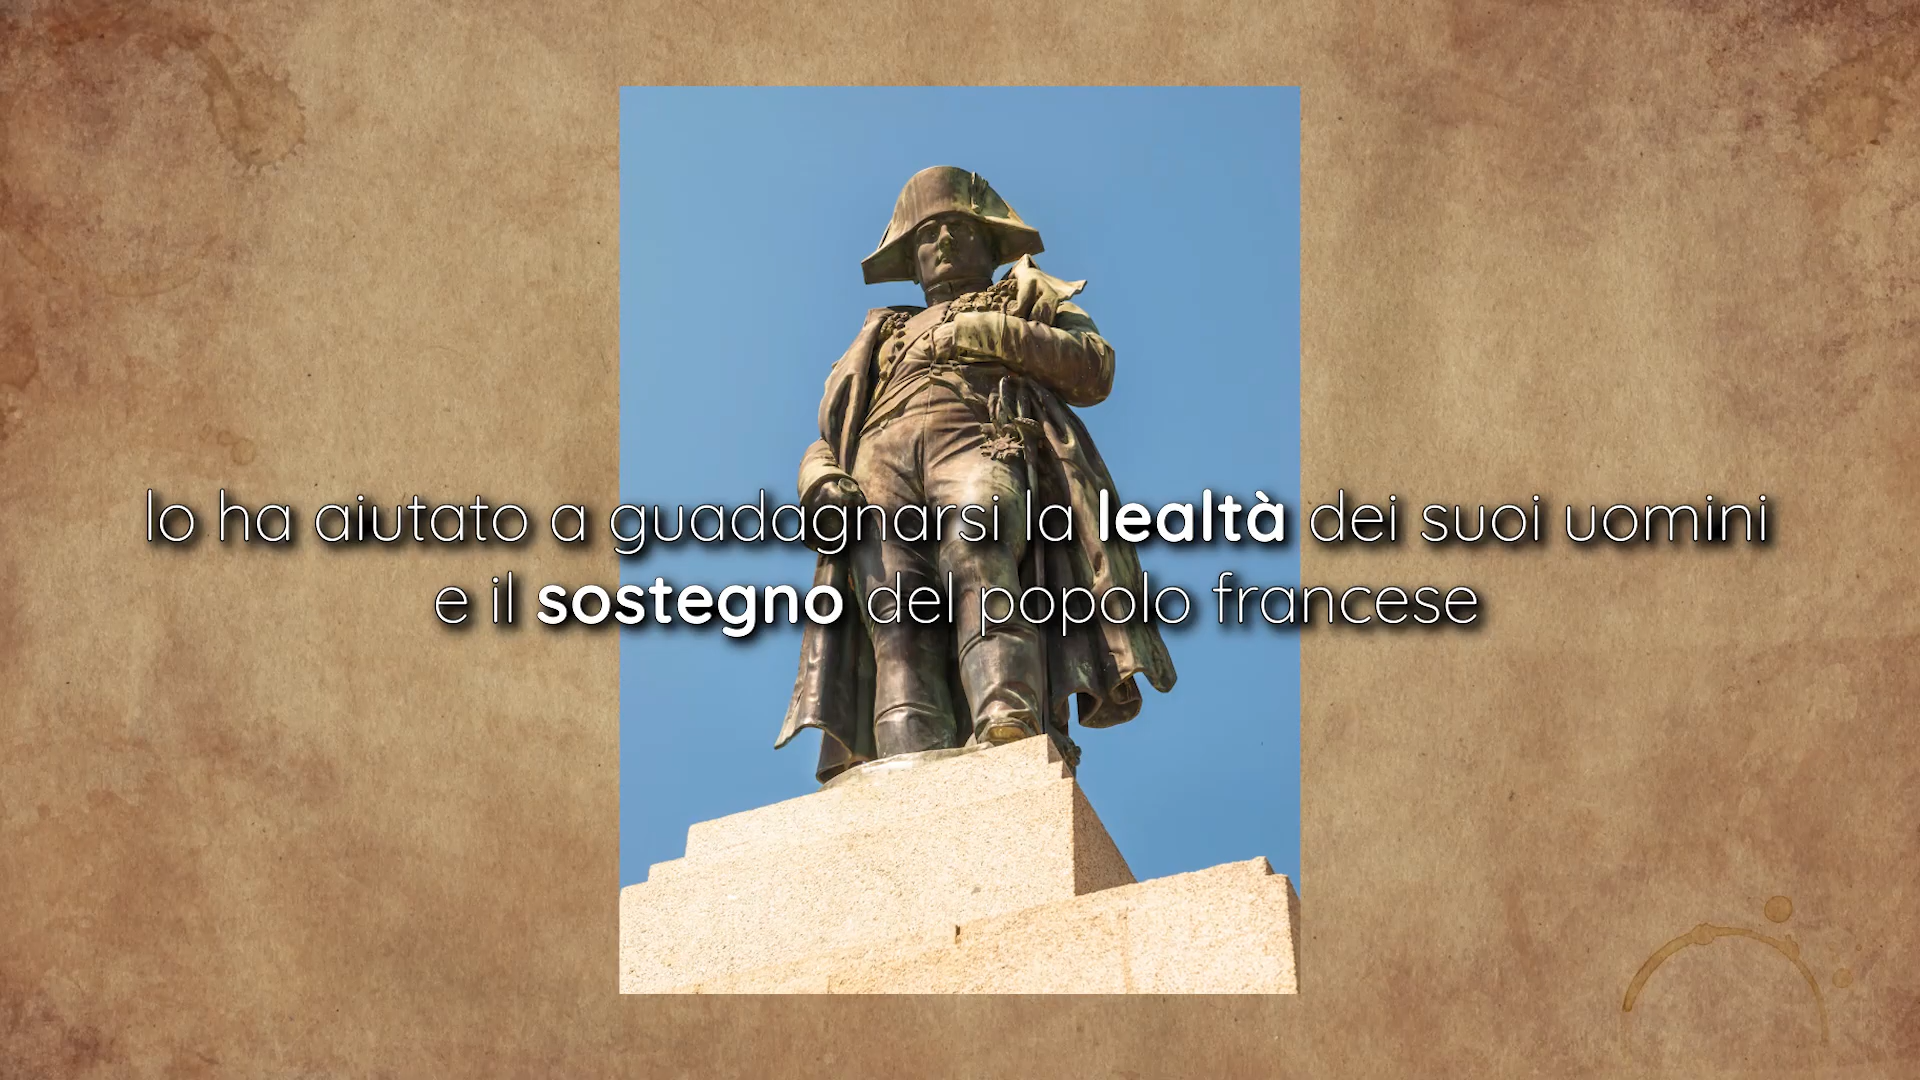 lo ha aiutato a guadagnarsi la lealtà dei suoi uomini
e il sostegno del popolo francese